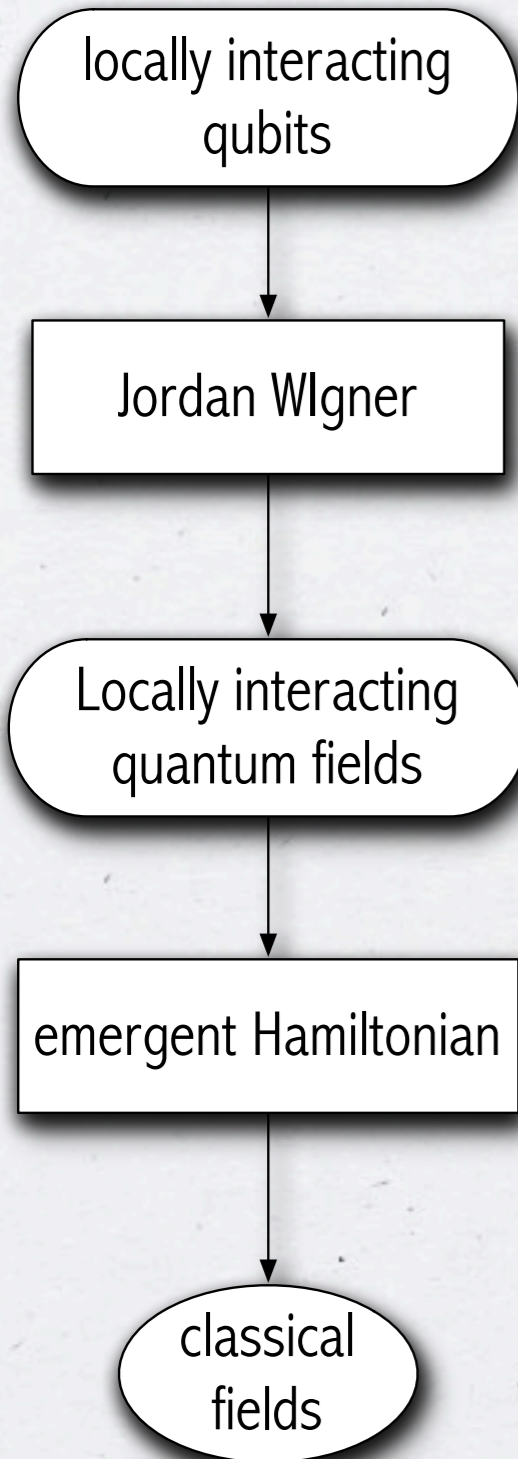 locally interacting
qubits
Jordan WIgner
Locally interacting
quantum fields
emergent Hamiltonian
classical
fields